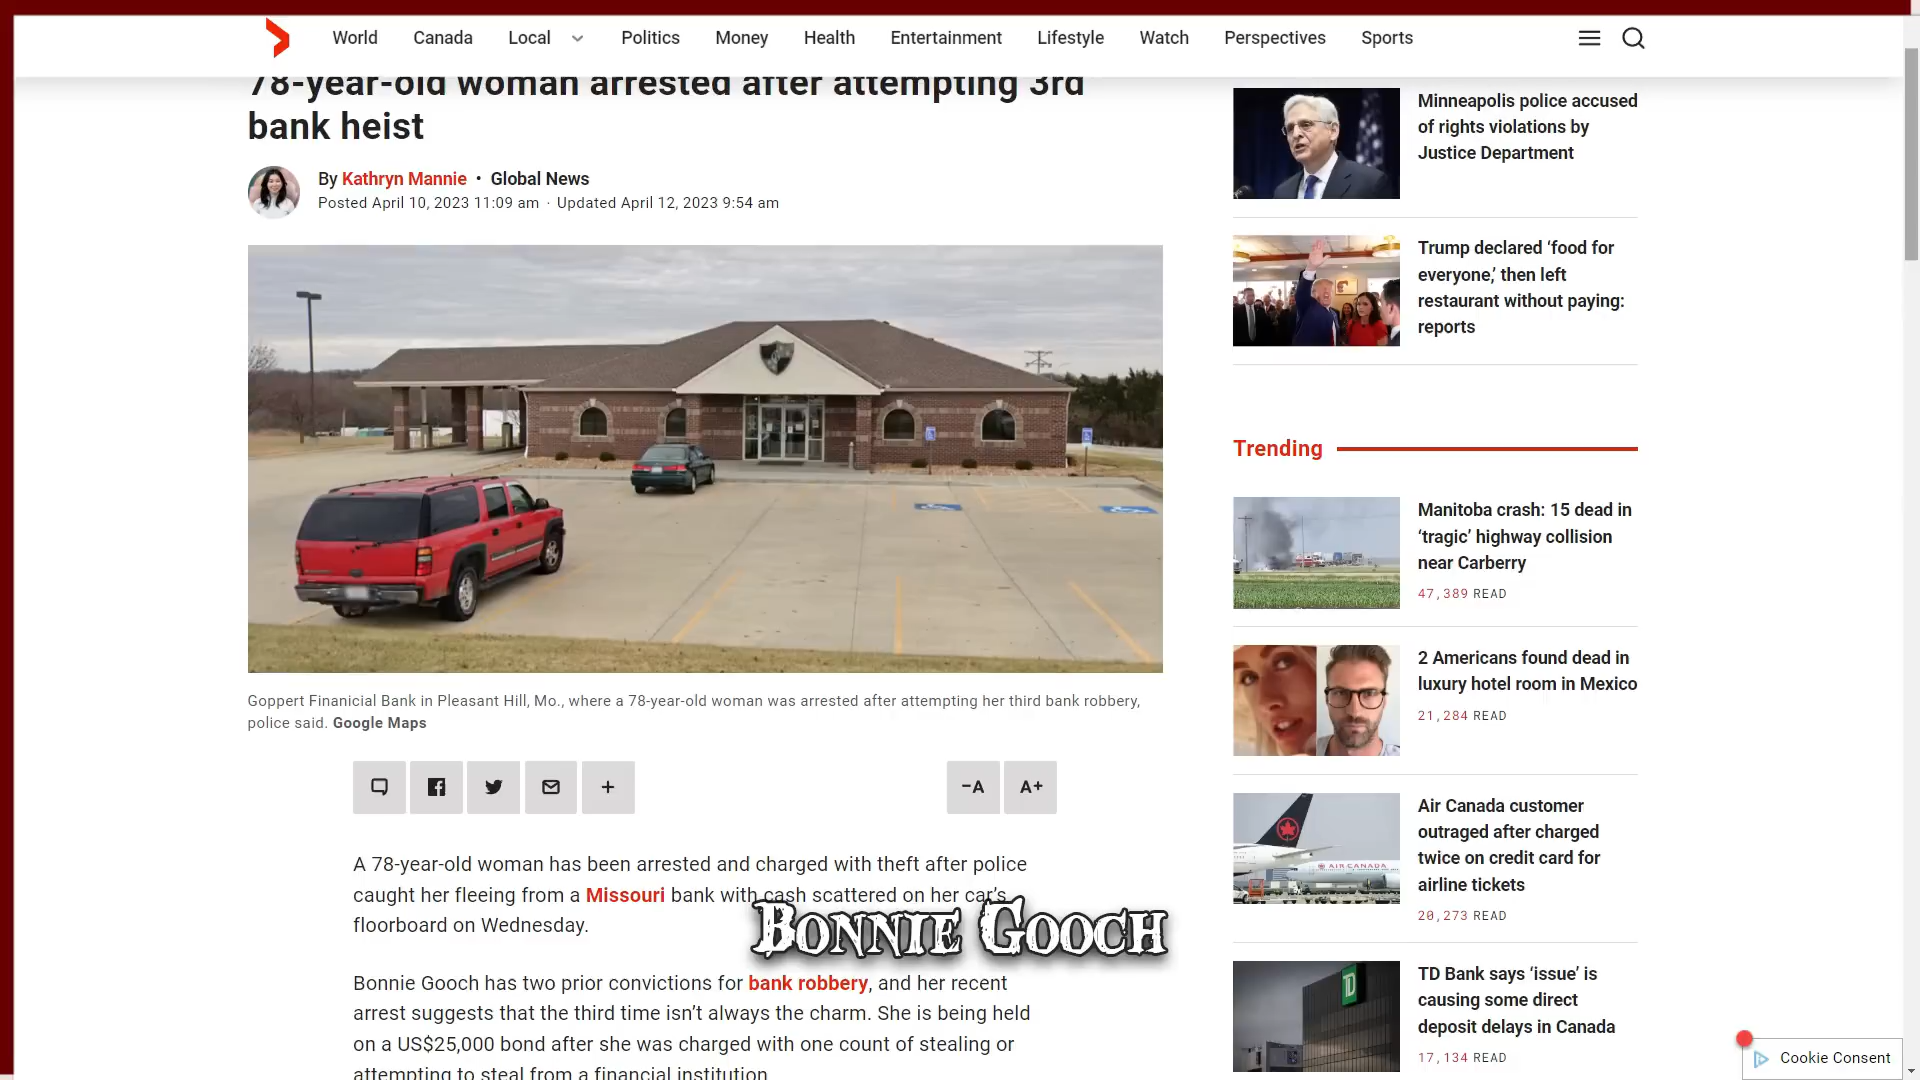 World Canada Local Politics Money Health Entertainment Lifestyle Watch Perspectives Sports
78-year-old woman arrested after attempting 3rd
bank heist
By Kathryn Mannie • Global News
Posted April 10, 2023 11:09 am · Updated April 12, 2023 9:54 am
Goppert Finanicial Bank in Pleasant Hill, Mo., where a 78-year-old woman was arrested after attempting her third bank robbery,
police said. Google Maps
-A A+
A 78-year-old woman has been arrested and charged with theft after police
caught her fleeing from a Missouri bank with cash scattered on her car's
floorboard on Wednesday.
Bonnie Gooch
Bonnie Gooch has two prior convictions for bank robbery, and her recent
arrest suggests that the third time isn't always the charm. She is being held
on a US$25,000 bond after she was charged with one count of stealing or
attempting to steal from a financial institution
Minneapolis police accused
of rights violations by
Justice Department
Trump declared 'food for
everyone,' then left
restaurant without paying:
reports
Trending
Manitoba crash: 15 dead in
'tragic' highway collision
near Carberry
47,389 READ
2 Americans found dead in
luxury hotel room in Mexico
21,284 READ
AIR CANADA
Air Canada customer
outraged after charged
twice on credit card for
airline tickets
20,273 READ
TD
TD Bank says 'issue' is
causing some direct
deposit delays in Canada
17,134 READ
Cookie Consent